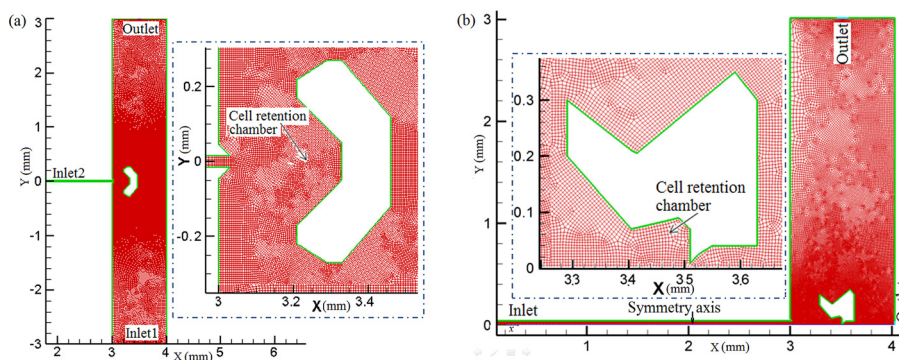 (a)
3
2
1
0
-1
-2
-3
Y (mm)
2
3
4
5
6
X (mm)
Outlet
Inlet2
Inlet1
0.2
0
-0.2
Y (mm)
Cell retention
chamber
3
3.2
3.4
X (mm)
(b)
3
2
1
0
Y (mm)
1
2
3
4
X (mm)
Outlet
Inlet
Symmetry axis
0.3
0.2
0.1
0
Y (mm)
Cell retention
chamber
3.3
3.4
3.5
3.6
X (mm)